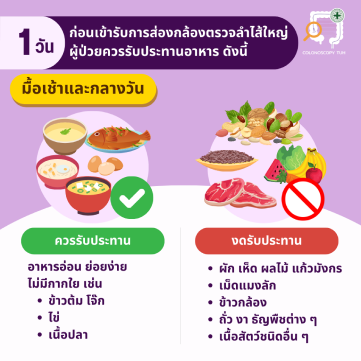 1 วัน
ก่อนเข้ารับการส่องกล้องตรวจลำไส้ใหญ่
ผู้ป่วยควรรับประทานอาหาร ดังนี้
COLONOSCOPY TUH
มื้อเช้าและกลางวัน
ควรรับประทาน
อาหารอ่อน ย่อยง่าย
ไม่มีกากใย เช่น
• ข้าวต้ม โจ๊ก
• ไข่
• เนื้อปลา
งดรับประทาน
• ผัก เห็ด ผลไม้ แก้วมังกร
• เม็ดแมงลัก
• ข้าวกล้อง
• ถั่ว งา ธัญพืชต่าง ๆ
• เนื้อสัตว์ชนิดอื่น ๆ